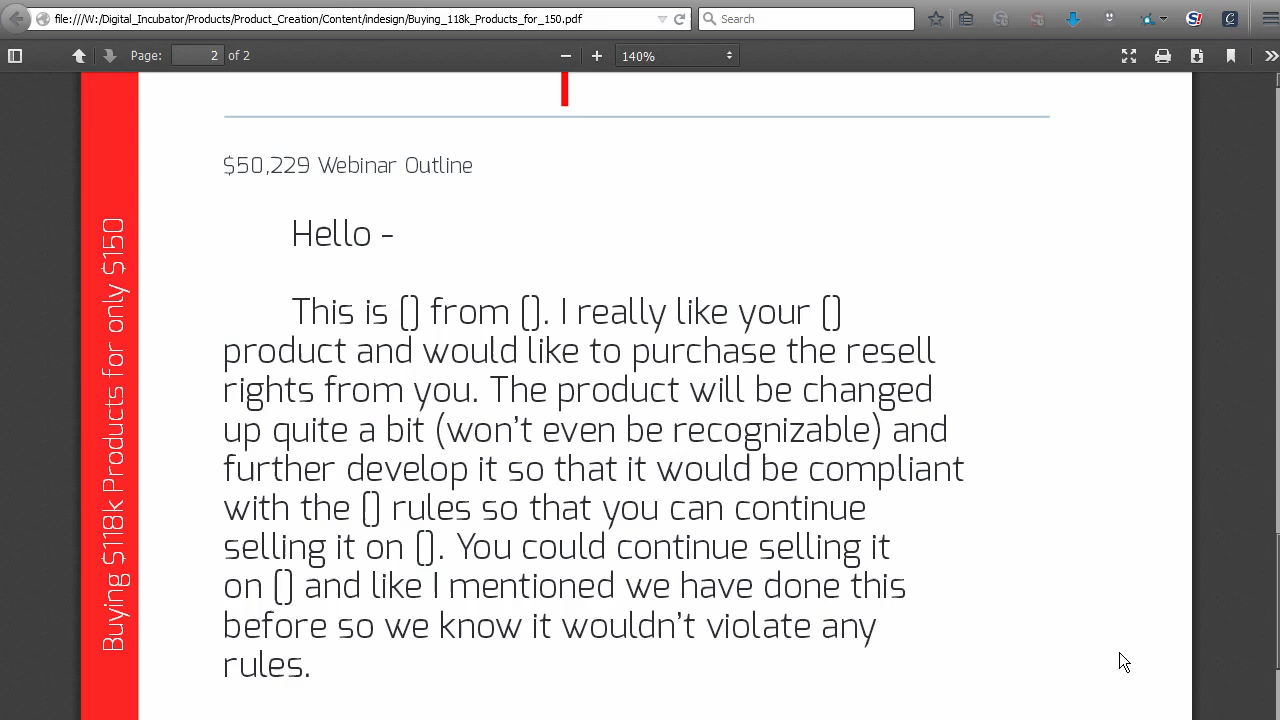 file:///W:/Digital_Incubator/Products/Product_Creation/Content/indesign/Buying_118k_Products_for_150.pdf
Search
Page: 2 of 2
140%
Buying $118k Products for only $150
$50,229 Webinar Outline
Hello -
This is [] from []. I really like your []
product and would like to purchase the resell
rights from you. The product will be changed
up quite a bit (won't even be recognizable) and
further develop it so that it would be compliant
with the [] rules so that you can continue
selling it on []. You could continue selling it
on [] and like I mentioned we have done this
before so we know it wouldn't violate any
rules.